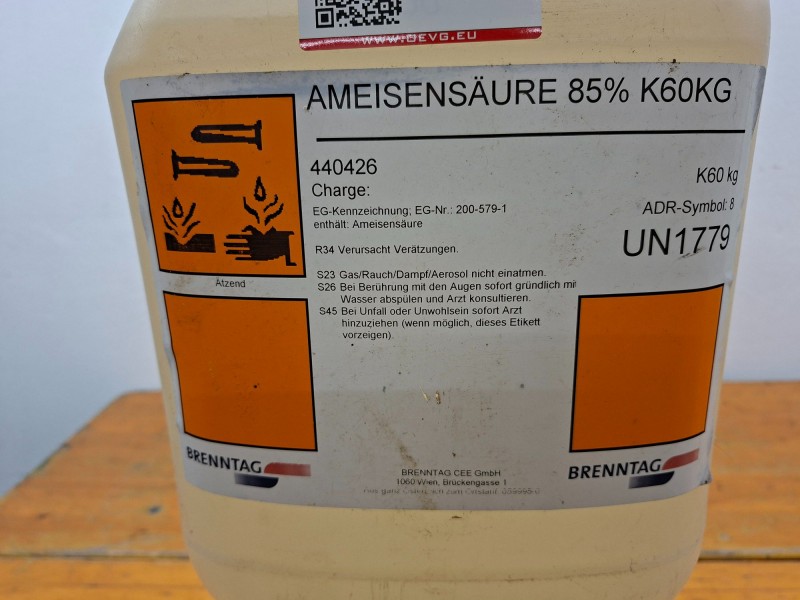 WWW.DEVG.EU
AMEISENSÄURE 85% K60KG
440426
K60 kg
Charge:
ADR-Symbol: 8
EG-Kennzeichnung; EG-Nr.: 200-579-1
enthält: Ameisensäure
UN1779
R34 Verursacht Verätzungen.
S23 Gas/Rauch/Dampf/Aerosol nicht einatmen.
S26 Bei Berührung mit den Augen sofort gründlich mit
Wasser abspülen und Arzt konsultieren.
S45 Bei Unfall oder Unwohlsein sofort Arzt
hinzuziehen (wenn möglich, dieses Etikett
vorzeigen).
Ätzend
BRENNTAG
BRENNTAG CEE GmbH
1060 Wien, Brückengasse 1
BRENNTAG